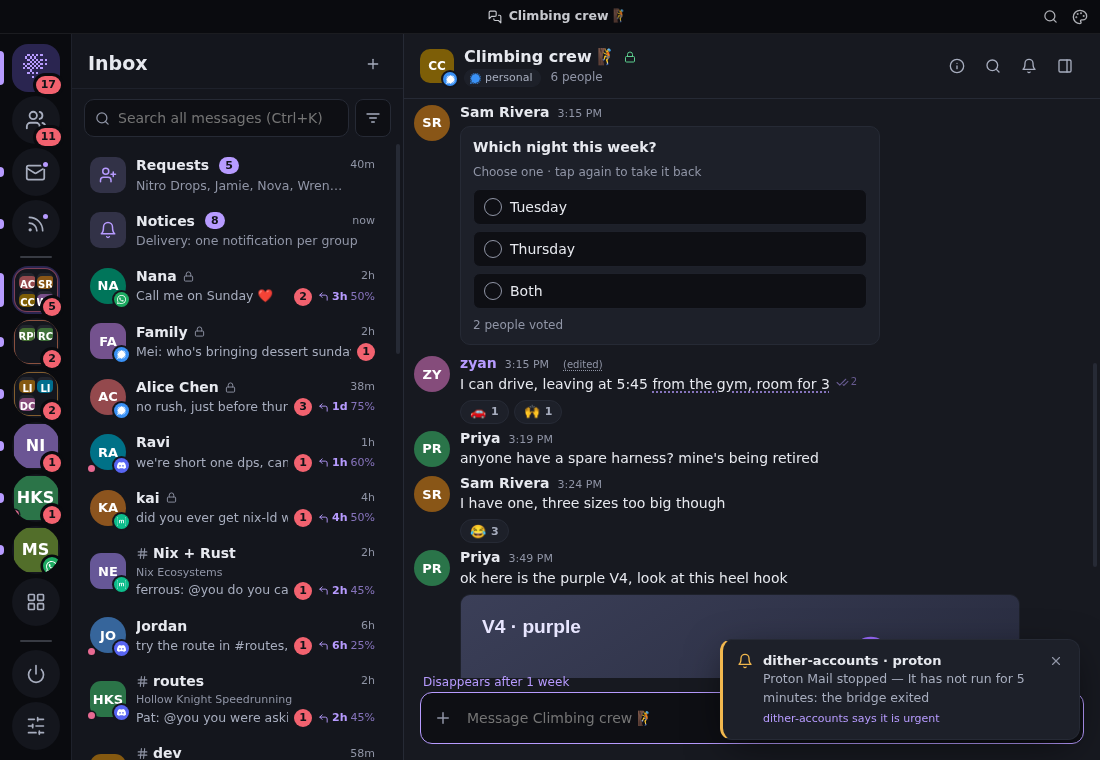 Climbing crew
17
11
5
2
2
1
1
AC SR
CC
RP RC
LI LI
DC
NI
HKS
MS
Inbox
Search all messages (Ctrl+K)
Requests 5 40m
Nitro Drops, Jamie, Nova, Wren…
Notices 8 now
Delivery: one notification per group
NA Nana 2h
Call me on Sunday ❤️ 2 3h 50%
FA Family 2h
Mei: who's bringing dessert sunda 1
AC Alice Chen 38m
no rush, just before thur 3 1d 75%
RA Ravi 1h
we're short one dps, can 1 1h 60%
KA kai 4h
did you ever get nix-ld w 1 4h 50%
NE # Nix + Rust 2h
Nix Ecosystems
ferrous: @you do you ca 1 2h 45%
JO Jordan 6h
try the route in #routes, 1 6h 25%
HKS # routes 2h
Hollow Knight Speedrunning
Pat: @you you were aski 1 2h 45%
# dev 58m
CC Climbing crew
personal 6 people
SR Sam Rivera 3:15 PM
Which night this week?
Choose one · tap again to take it back
Tuesday
Thursday
Both
2 people voted
ZY zyan 3:15 PM (edited)
I can drive, leaving at 5:45 from the gym, room for 3 2
🚗 1 🙌 1
PR Priya 3:19 PM
anyone have a spare harness? mine's being retired
SR Sam Rivera 3:24 PM
I have one, three sizes too big though
😂 3
PR Priya 3:49 PM
ok here is the purple V4, look at this heel hook
V4 · purple
Disappears after 1 week
Message Climbing crew
dither-accounts · proton
Proton Mail stopped — It has not run for 5
minutes: the bridge exited
dither-accounts says it is urgent